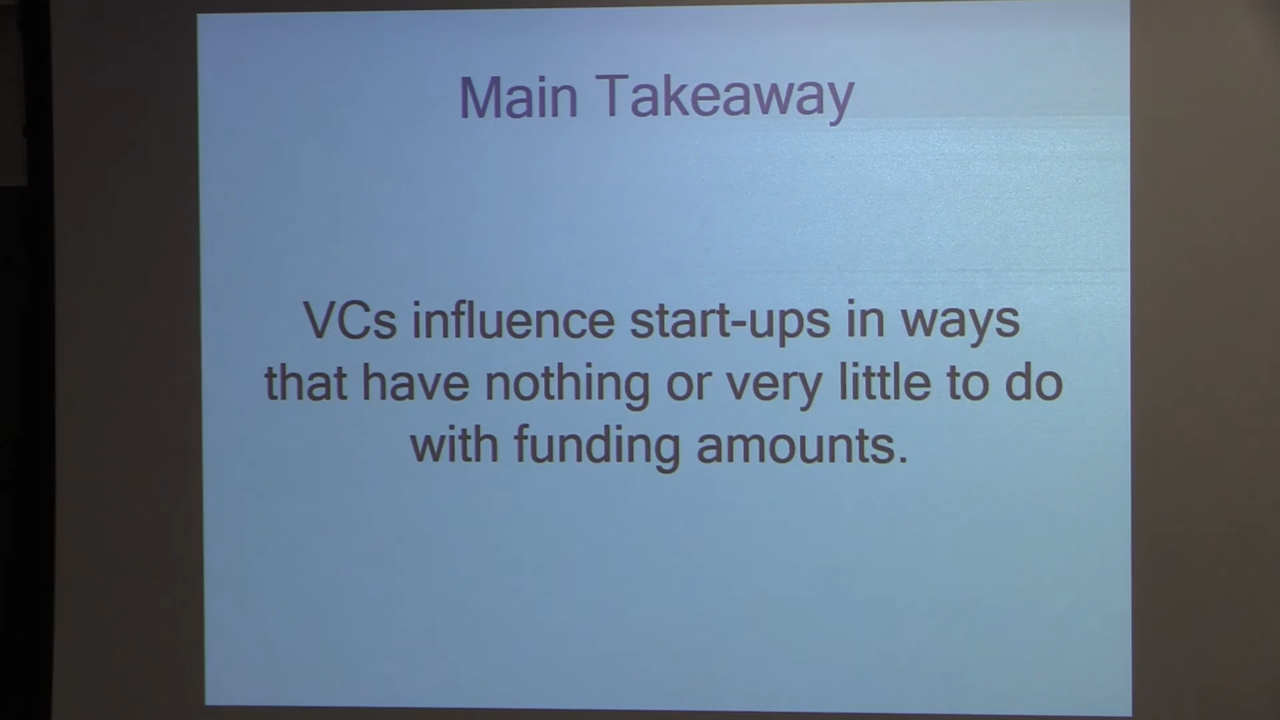 Main Takeaway
VCs influence start-ups in ways
that have nothing or very little to do
with funding amounts.